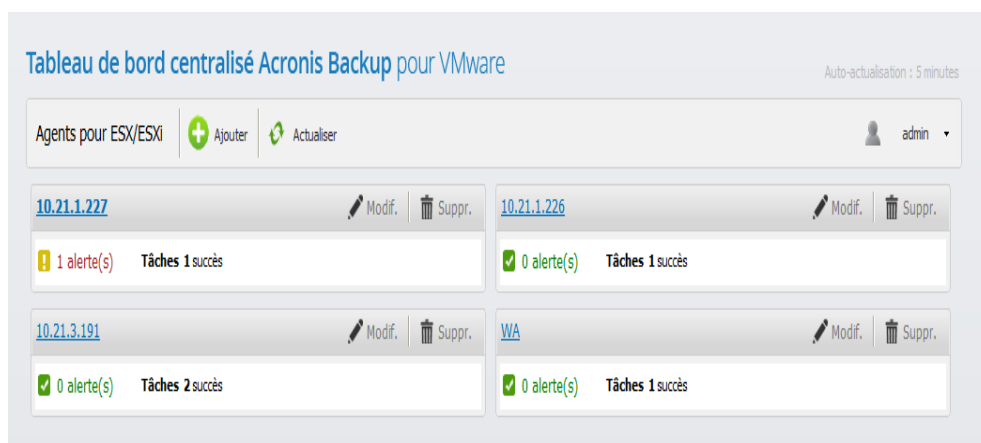 Tableau de bord centralisé Acronis Backup pour VMware
Auto-actualisation : 5 minutes
Agents pour ESX/ESXi Ajouter Actualiser admin
10.21.1.227 Modif. Suppr.
1 alerte(s) Tâches 1 succès
10.21.1.226 Modif. Suppr.
0 alerte(s) Tâches 1 succès
10.21.3.191 Modif. Suppr.
0 alerte(s) Tâches 2 succès
WA Modif. Suppr.
0 alerte(s) Tâches 1 succès